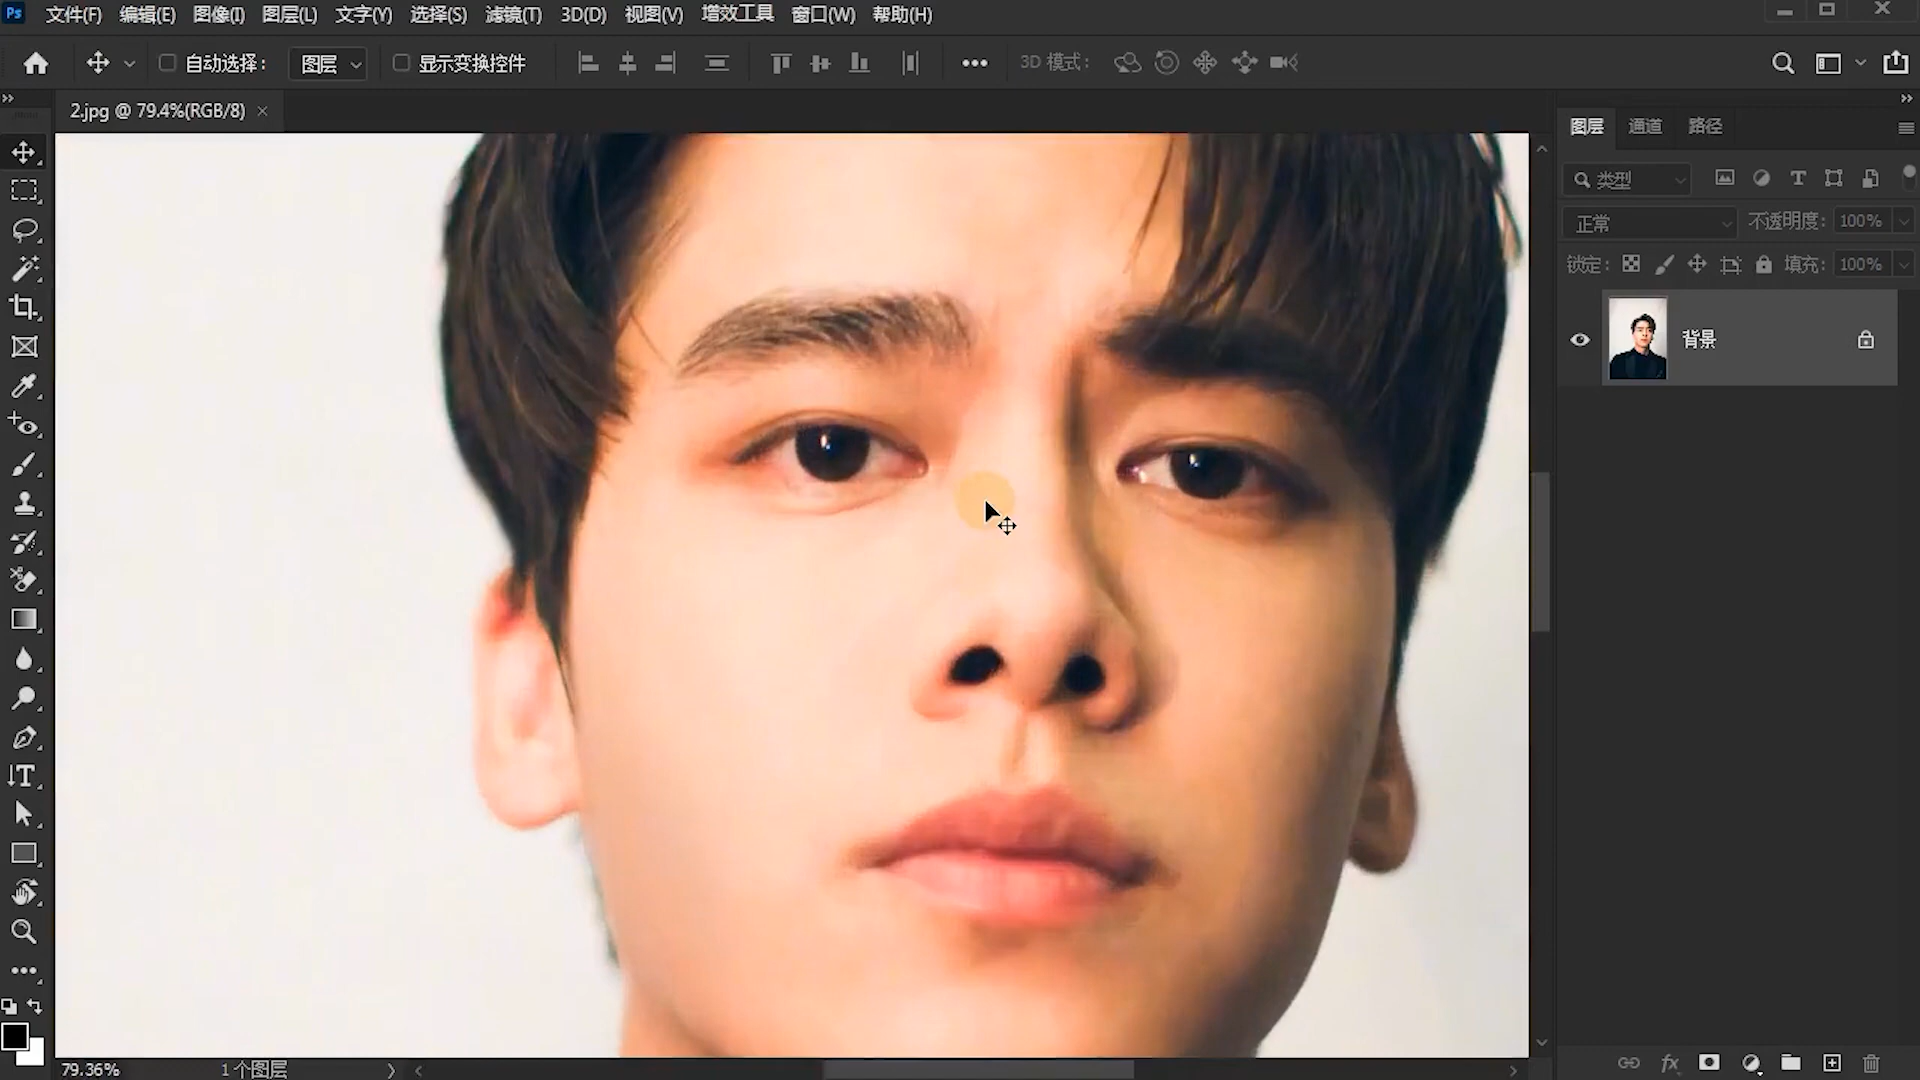 Ps 文件(F) 编辑(E) 图像(I) 图层(L) 文字(Y) 选择(S) 滤镜(T) 3D(D) 视图(V) 增效工具 窗口(W) 帮助(H)
自动选择： 图层 显示变换控件 3D 模式：
2.jpg @ 79.4%(RGB/8)
图层 通道 路径
类型
正常 不透明度： 100%
锁定： 填充： 100%
背景
79.36% 1 个图层